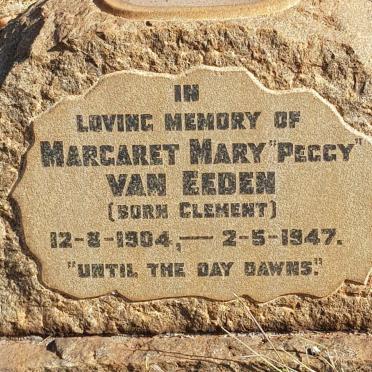 IN
LOVING MEMORY OF
MARGARET MARY "PEGGY"
VAN EEDEN
(BORN CLEMENT)
12-8-1904,— 2-5-1947.
"UNTIL THE DAY DAWNS."